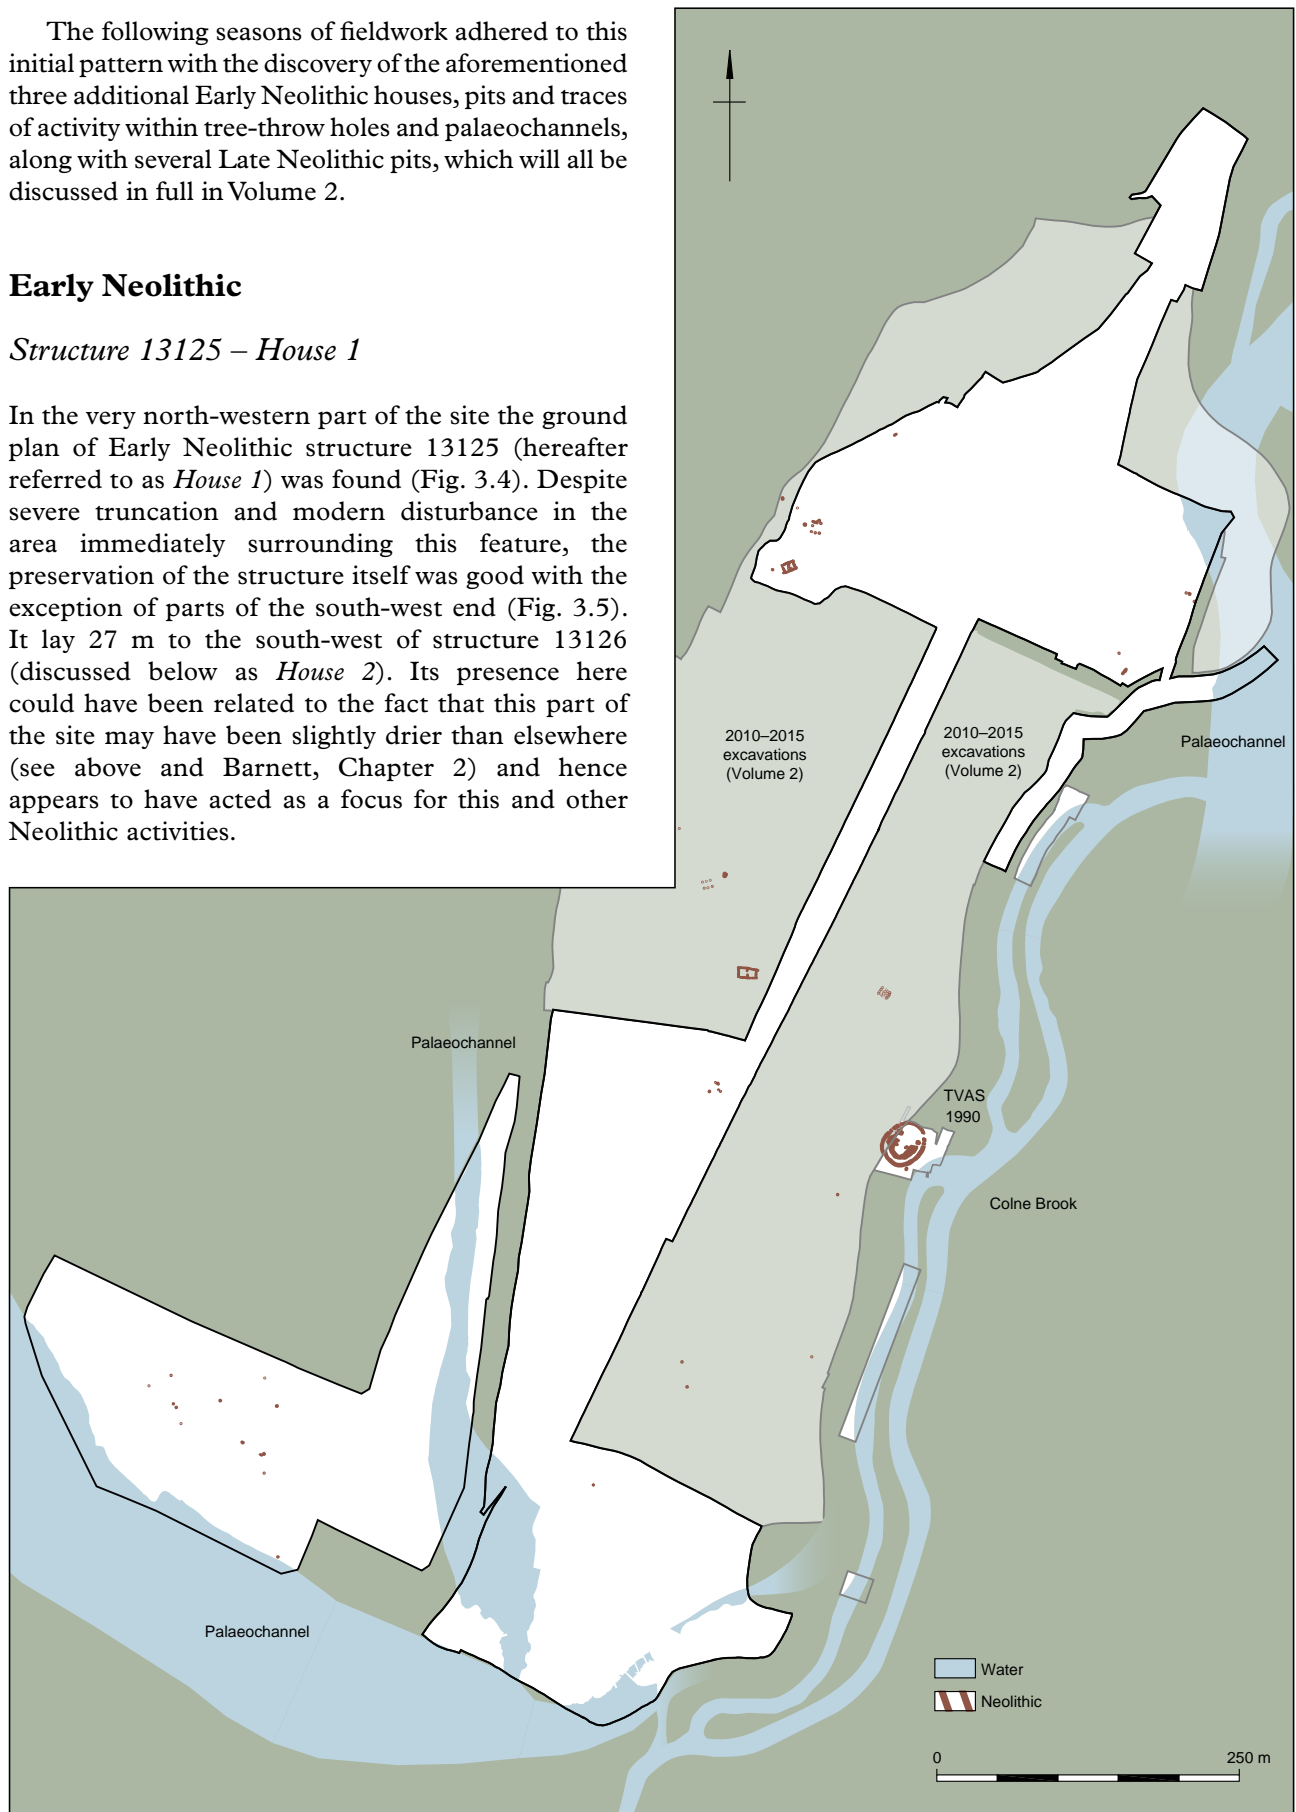 The following seasons of fieldwork adhered to this
initial pattern with the discovery of the aforementioned
three additional Early Neolithic houses, pits and traces
of activity within tree-throw holes and palaeochannels,
along with several Late Neolithic pits, which will all be
discussed in full in Volume 2.
Early Neolithic
Structure 13125 – House 1
In the very north-western part of the site the ground
plan of Early Neolithic structure 13125 (hereafter
referred to as House 1) was found (Fig. 3.4). Despite
severe truncation and modern disturbance in the
area immediately surrounding this feature, the
preservation of the structure itself was good with the
exception of parts of the south-west end (Fig. 3.5).
It lay 27 m to the south-west of structure 13126
(discussed below as House 2). Its presence here
could have been related to the fact that this part of
the site may have been slightly drier than elsewhere
(see above and Barnett, Chapter 2) and hence
appears to have acted as a focus for this and other
Neolithic activities.
2010–2015
excavations
(Volume 2)
2010–2015
excavations
(Volume 2)
Palaeochannel
Palaeochannel
TVAS
1990
Colne Brook
Palaeochannel
Water
Neolithic
0
250 m